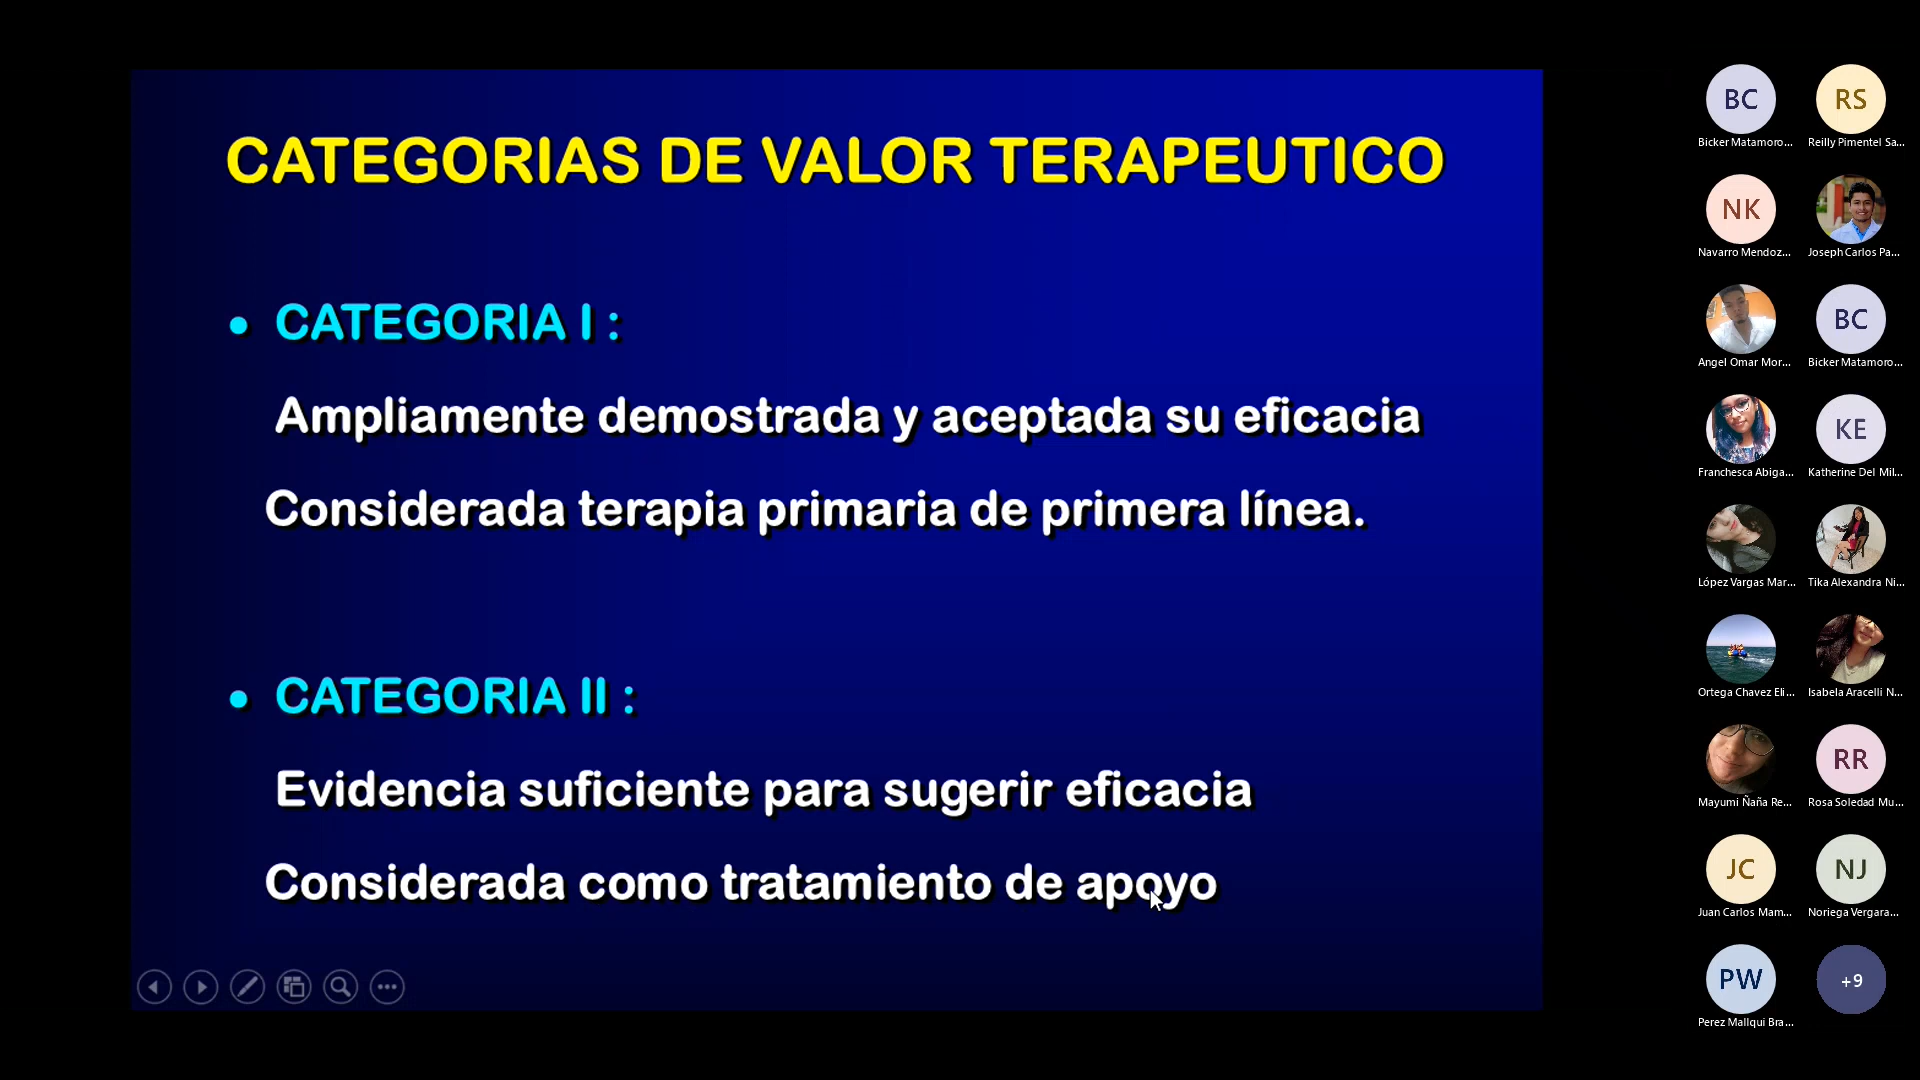 CATEGORIAS DE VALOR TERAPEUTICO
• CATEGORIA I :
Ampliamente demostrada y aceptada su eficacia
Considerada terapia primaria de primera línea.
• CATEGORIA II :
Evidencia suficiente para sugerir eficacia
Considerada como tratamiento de apoyo
BC RS
Bicker Matamoro... Reilly Pimentel Sa...
NK
Navarro Mendoz... Joseph Carlos Pa...
BC
Angel Omar Mor... Bicker Matamoro...
KE
Franchesca Abiga... Katherine Del Mil...
López Vargas Mar... Tika Alexandra Ni...
Ortega Chavez Eli... Isabela Aracelli N...
RR
Mayumi Ñaña Re... Rosa Soledad Mu...
JC NJ
Juan Carlos Mam... Noriega Vergara...
PW +9
Perez Mallqui Bra...